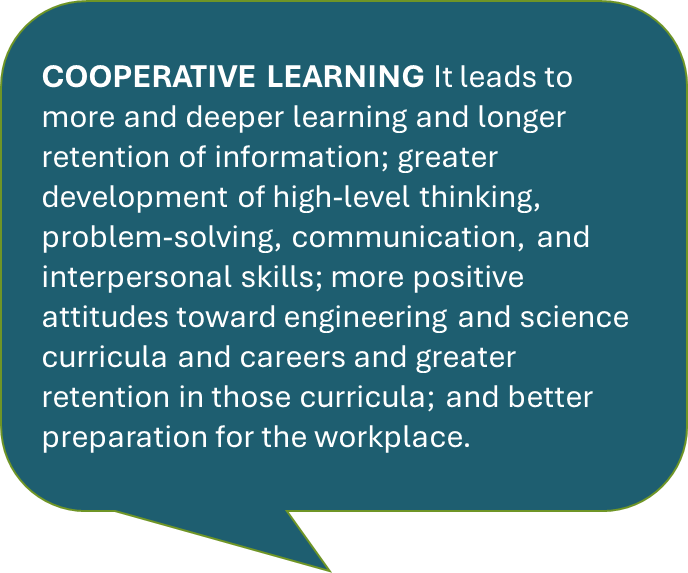 COOPERATIVE LEARNING It leads to
more and deeper learning and longer
retention of information; greater
development of high-level thinking,
problem-solving, communication, and
interpersonal skills; more positive
attitudes toward engineering and science
curricula and careers and greater
retention in those curricula; and better
preparation for the workplace.